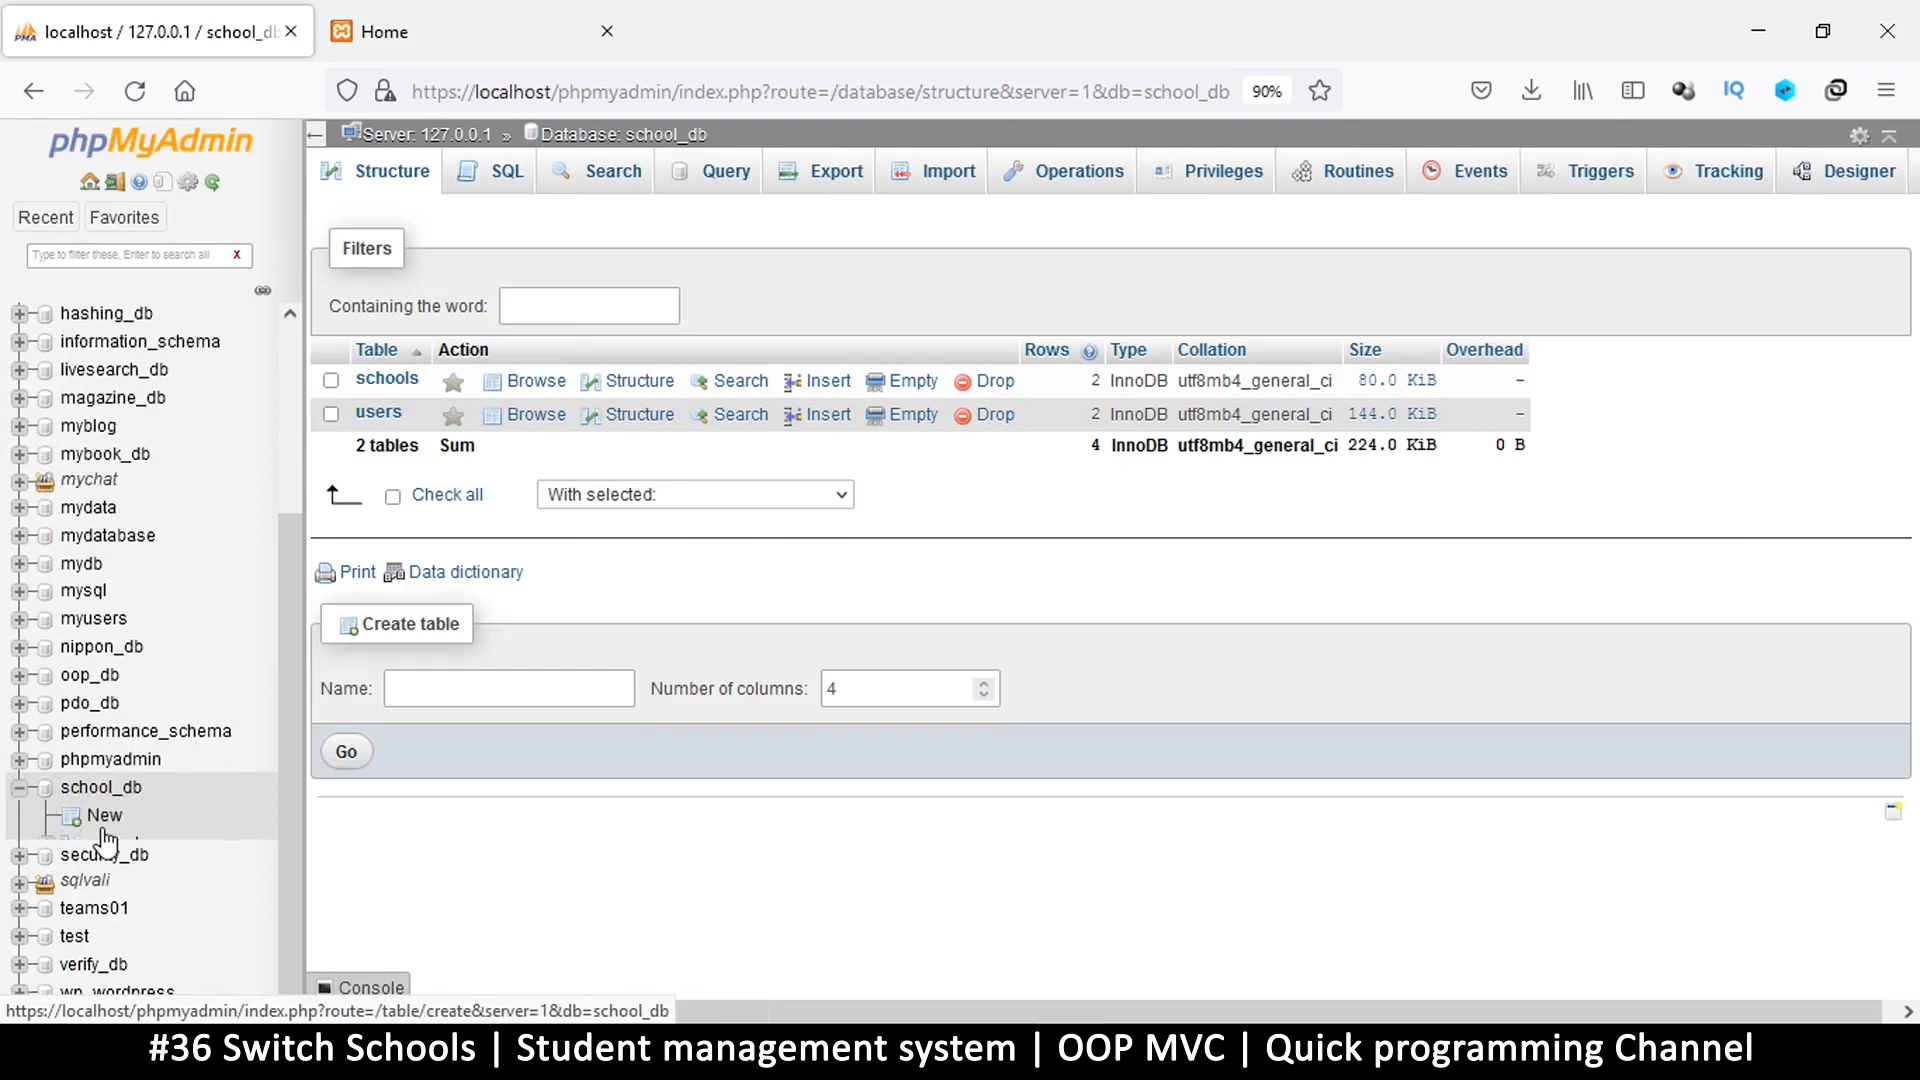 localhost / 127.0.0.1 / school_db
Home
https://localhost/phpmyadmin/index.php?route=/database/structure&server=1&db=school_db
90%
IQ
phpMyAdmin
Recent
Favorites
Type to filter these, Enter to search all
X
hashing_db
information_schema
livesearch_db
magazine_db
myblog
mybook_db
mychat
mydata
mydatabase
mydb
mysql
myusers
nippon_db
oop_db
pdo_db
performance_schema
phpmyadmin
school_db
New
security_db
sqlvali
teams01
test
verify_db
wp_wordpress
Server: 127.0.0.1 » Database: school_db
Structure SQL Search Query Export Import Operations Privileges Routines Events Triggers Tracking Designer
Filters
Containing the word:
Table Action Rows Type Collation Size Overhead
schools Browse Structure Search Insert Empty Drop 2 InnoDB utf8mb4_general_ci 80.0 KiB -
users Browse Structure Search Insert Empty Drop 2 InnoDB utf8mb4_general_ci 144.0 KiB -
2 tables Sum 4 InnoDB utf8mb4_general_ci 224.0 KiB 0 B
Check all With selected:
Print Data dictionary
Create table
Name: Number of columns: 4
Go
Console
https://localhost/phpmyadmin/index.php?route=/table/create&server=1&db=school_db
#36 Switch Schools | Student management system | OOP MVC | Quick programming Channel